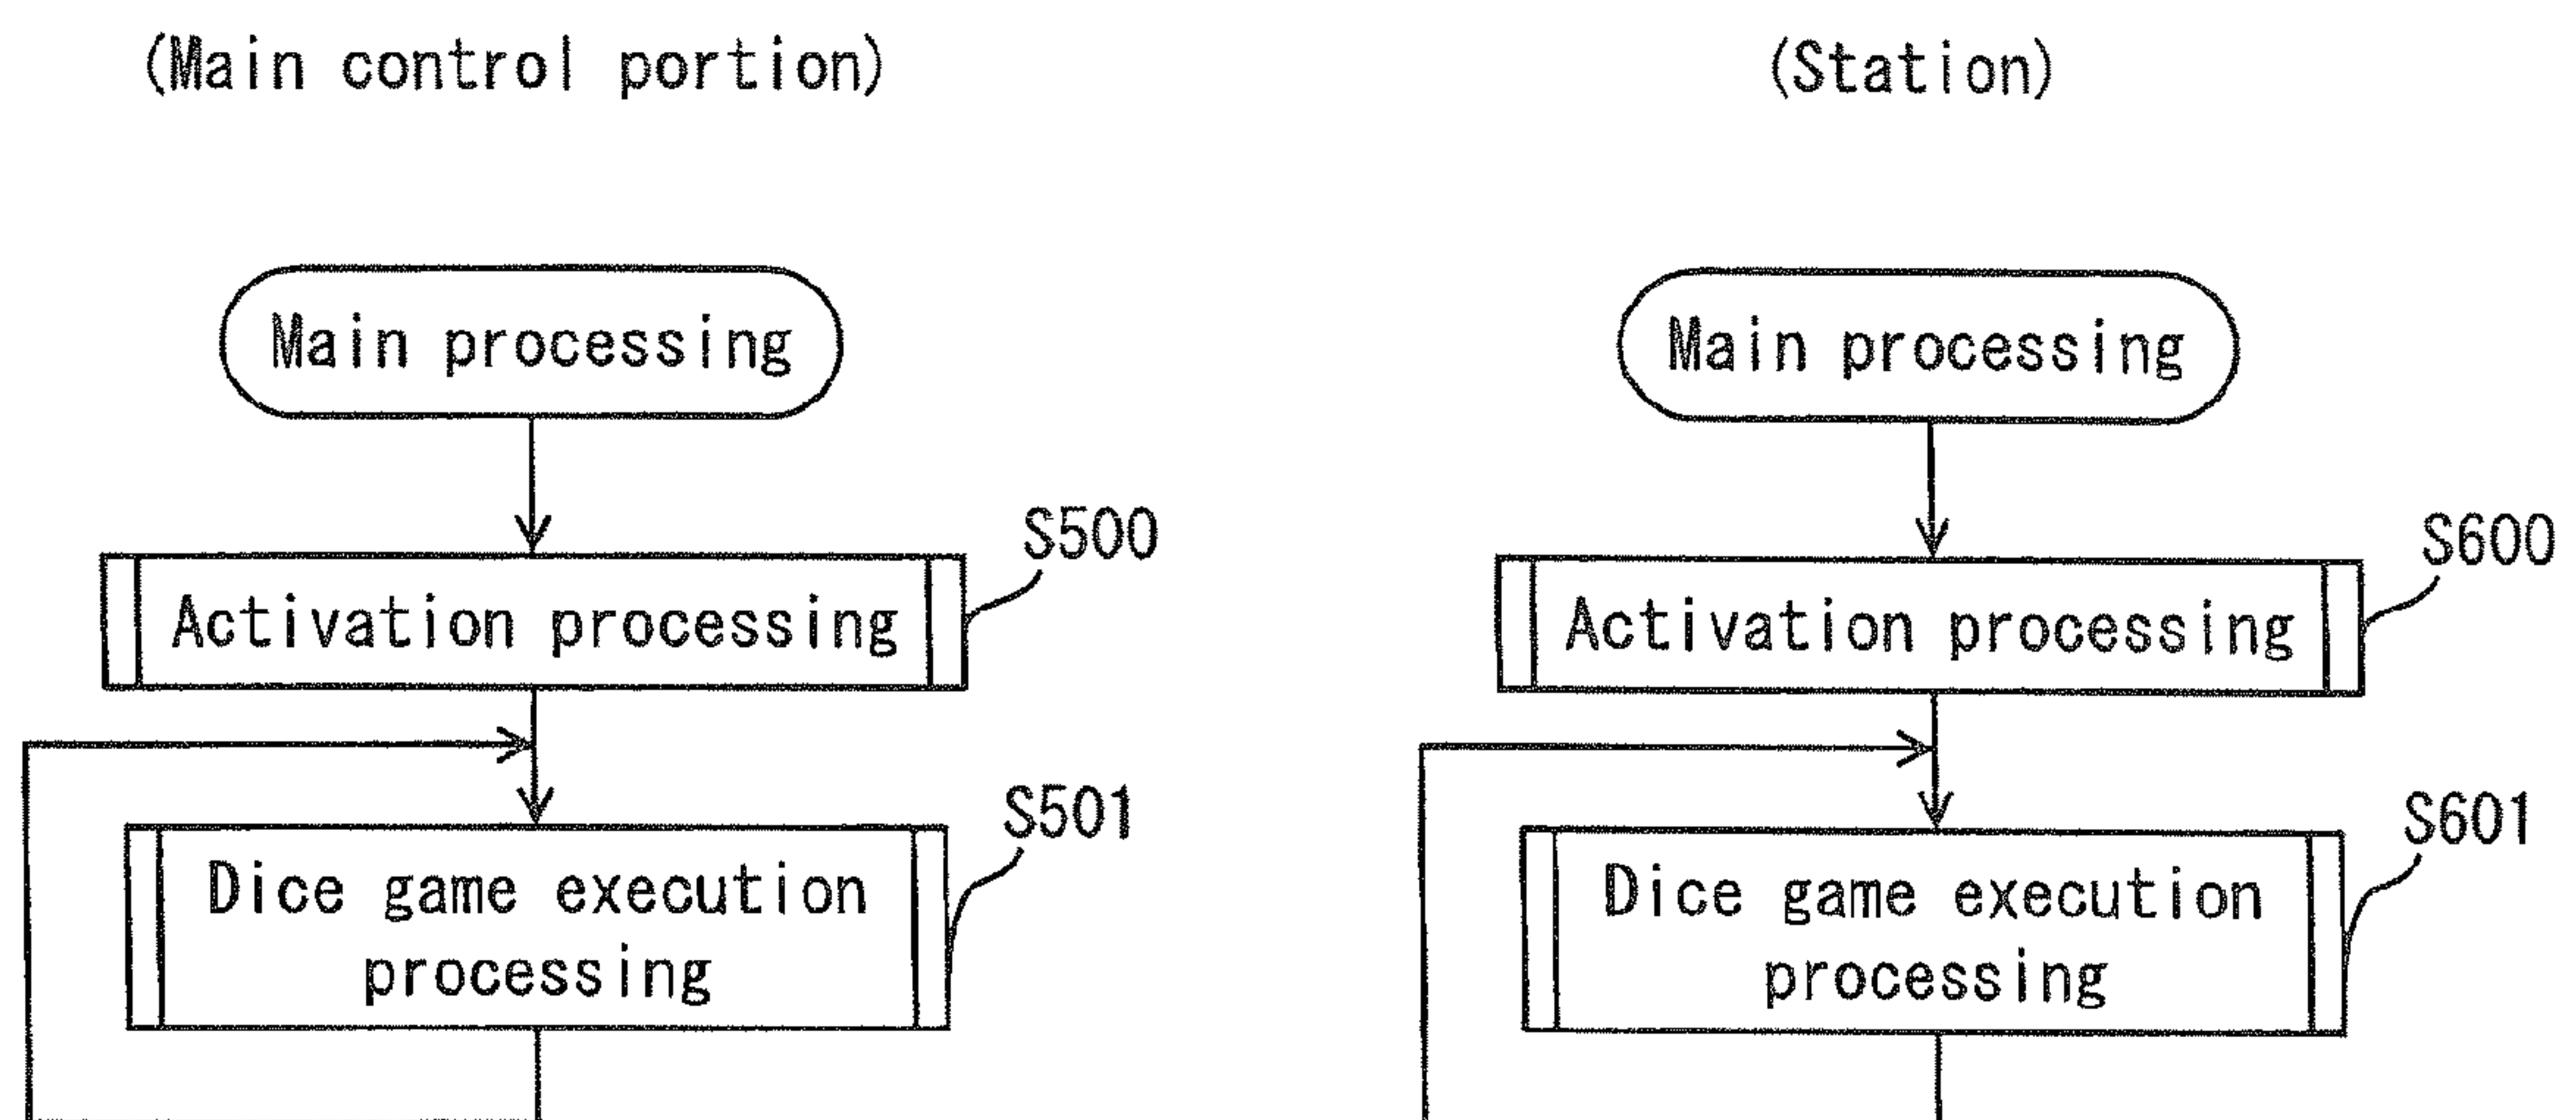 (Main control portion)
Main processing
S500
Activation processing
S501
Dice game execution
processing
(Station)
Main processing
S600
Activation processing
S601
Dice game execution
processing